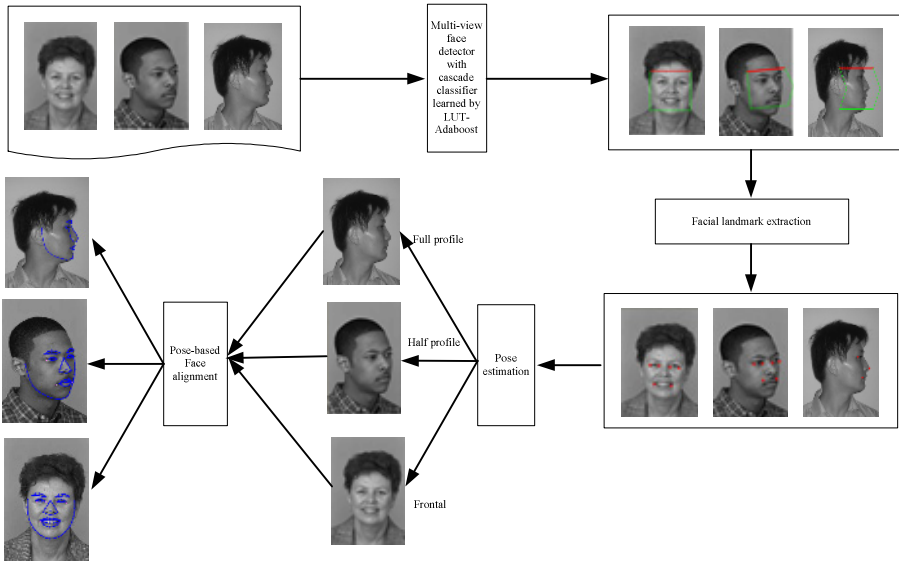 Multi-view
face
detector
with
cascade
classifier
learned by
LUT-
Adaboost
Facial landmark extraction
Pose
estimation
Full profile
Half profile
Frontal
Pose-based
Face
alignment